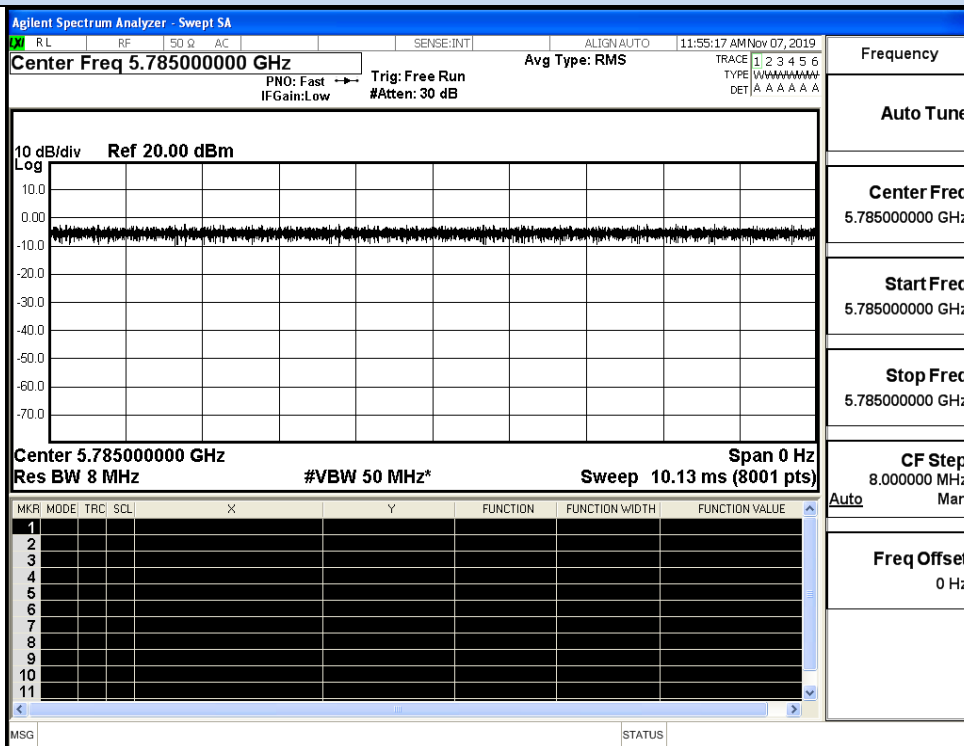 Agilent Spectrum Analyzer - Swept SA
LXI RL RF 50 Ω AC SENSE:INT ALIGN AUTO 11:55:17 AM Nov 07, 2019
Center Freq 5.785000000 GHz Avg Type: RMS TRACE 1 2 3 4 5 6
PNO: Fast Trig: Free Run TYPE WWWWWW
IFGain:Low #Atten: 30 dB DET A A A A A A
10 dB/div Ref 20.00 dBm
Log
10.0
0.00
-10.0
-20.0
-30.0
-40.0
-50.0
-60.0
-70.0
Center 5.785000000 GHz Span 0 Hz
Res BW 8 MHz #VBW 50 MHz* Sweep 10.13 ms (8001 pts)
MKR MODE TRC SCL X Y FUNCTION FUNCTION WIDTH FUNCTION VALUE
1
2
3
4
5
6
7
8
9
10
11
MSG STATUS
Frequency
Auto Tune
Center Freq
5.785000000 GHz
Start Freq
5.785000000 GHz
Stop Freq
5.785000000 GHz
CF Step
8.000000 MHz
Auto Man
Freq Offset
0 Hz